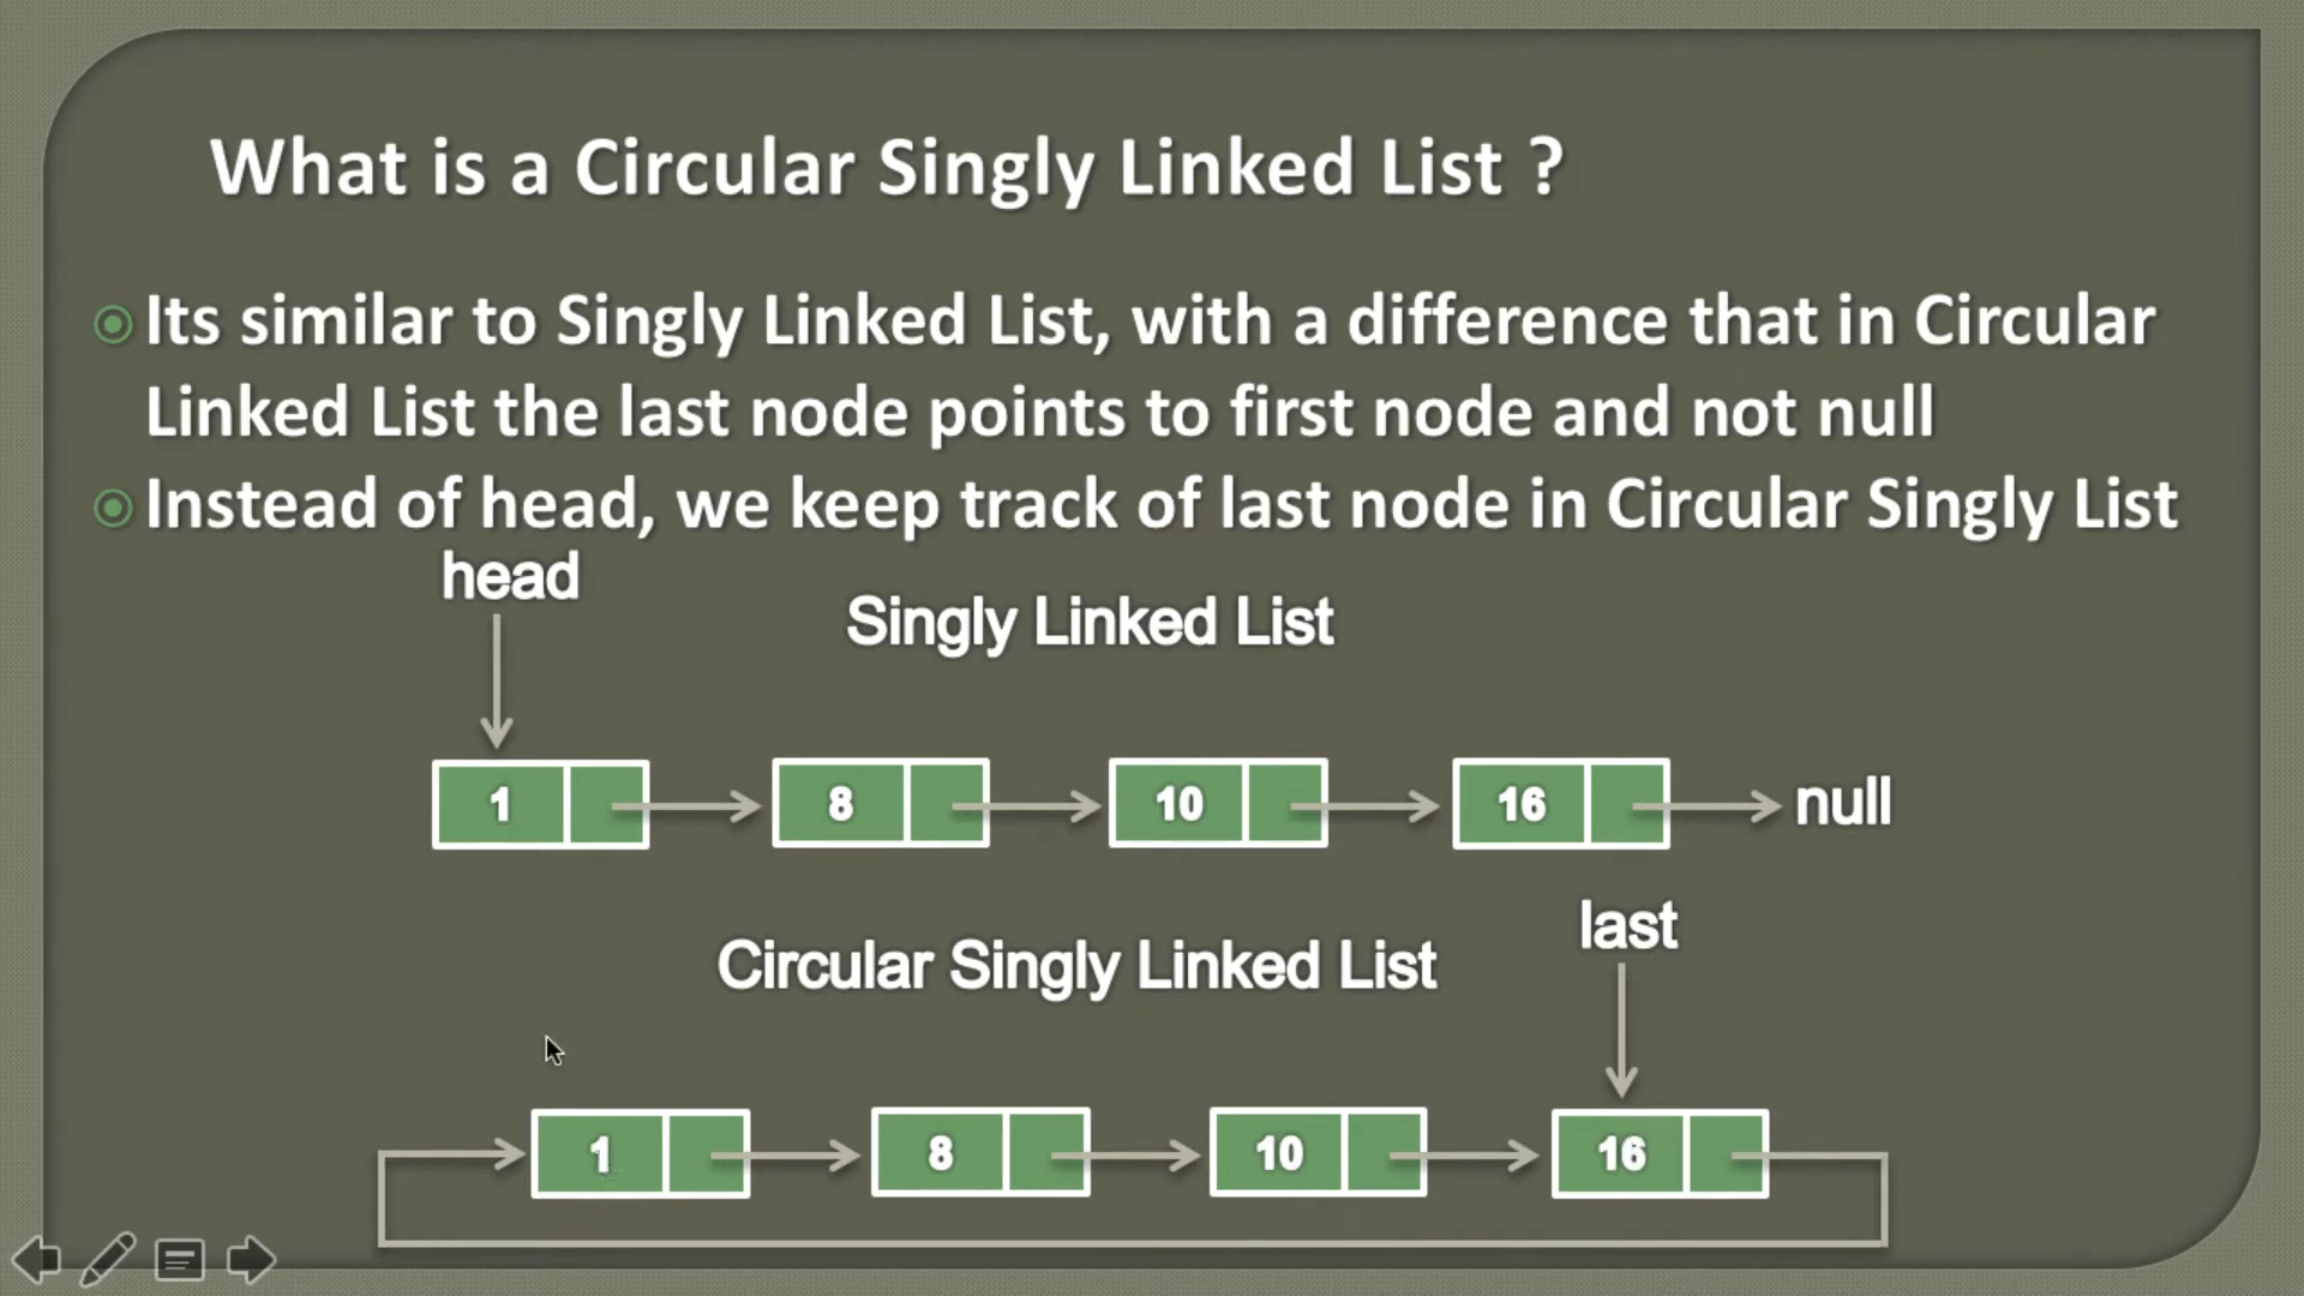 What is a Circular Singly Linked List ?
Its similar to Singly Linked List, with a difference that in Circular
Linked List the last node points to first node and not null
Instead of head, we keep track of last node in Circular Singly List
head
Singly Linked List
1 8 10 16 null
last
Circular Singly Linked List
1 8 10 16